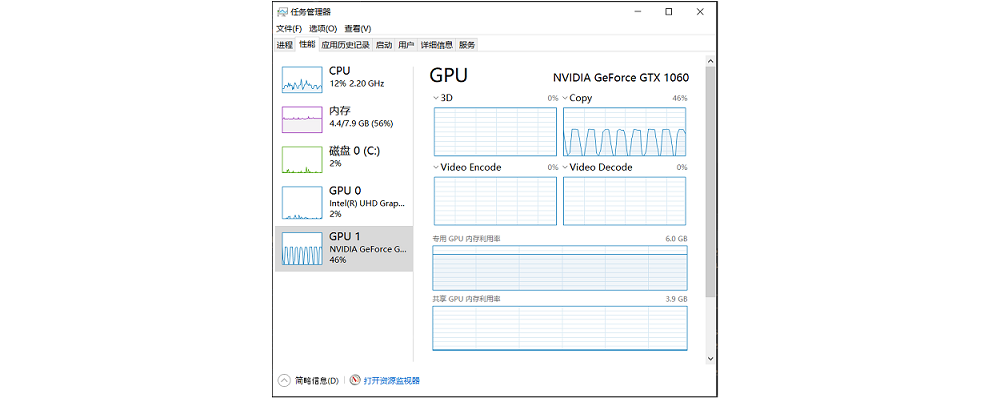 任务管理器
文件(F) 选项(O) 查看(V)
进程 性能 应用历史记录 启动 用户 详细信息 服务
CPU
12% 2.20 GHz
内存
4.4/7.9 GB (56%)
磁盘 0 (C:)
2%
GPU 0
Intel(R) UHD Grap...
2%
GPU 1
NVIDIA GeForce G...
46%
GPU NVIDIA GeForce GTX 1060
3D 0% Copy 46%
Video Encode 0% Video Decode 0%
专用 GPU 内存利用率 6.0 GB
共享 GPU 内存利用率 3.9 GB
简略信息(D) 打开资源监视器